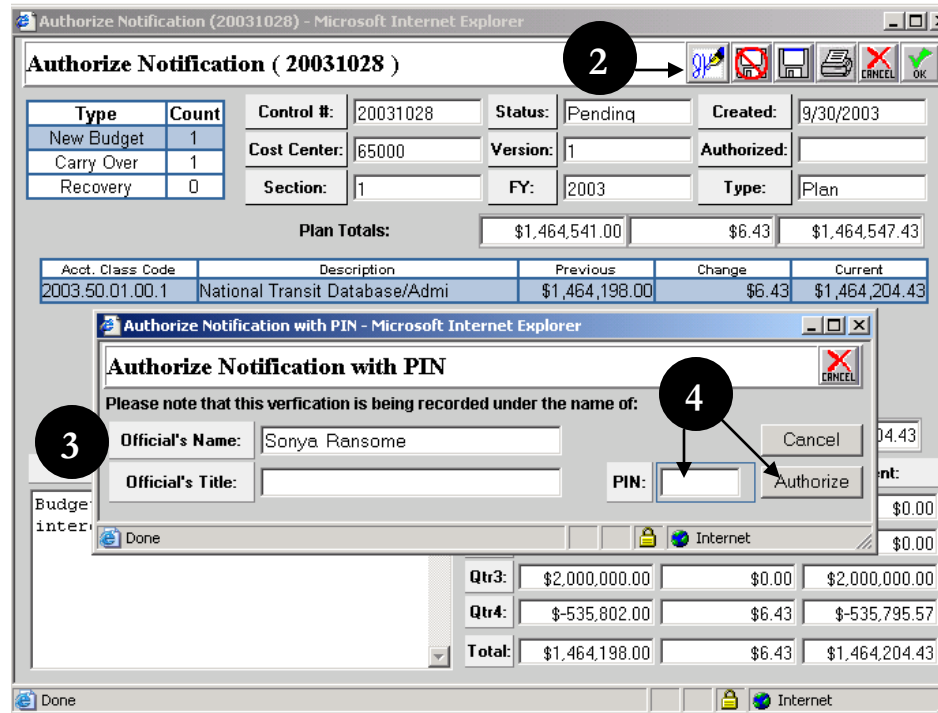 Authorize Notification (20031028) - Microsoft Internet Explorer
Authorize Notification ( 20031028 )
2
CANCEL
OK
Type Count
New Budget 1
Carry Over 1
Recovery 0
Control #: 20031028 Status: Pending Created: 9/30/2003
Cost Center: 65000 Version: 1 Authorized:
Section: 1 FY: 2003 Type: Plan
Plan Totals: $1,464,541.00 $6.43 $1,464,547.43
Acct. Class Code Description Previous Change Current
2003.50.01.00.1 National Transit Database/Admi $1,464,198.00 $6.43 $1,464,204.43
Authorize Notification with PIN - Microsoft Internet Explorer
Authorize Notification with PIN
CANCEL
Please note that this verfication is being recorded under the name of:
4
3
Official's Name: Sonya Ransome Cancel
Official's Title: PIN: Authorize
Done Internet
04.43
nt:
Budge
inter
$0.00
$0.00
Qtr3: $2,000,000.00 $0.00 $2,000,000.00
Qtr4: $-535,802.00 $6.43 $-535,795.57
Total: $1,464,198.00 $6.43 $1,464,204.43
Done Internet